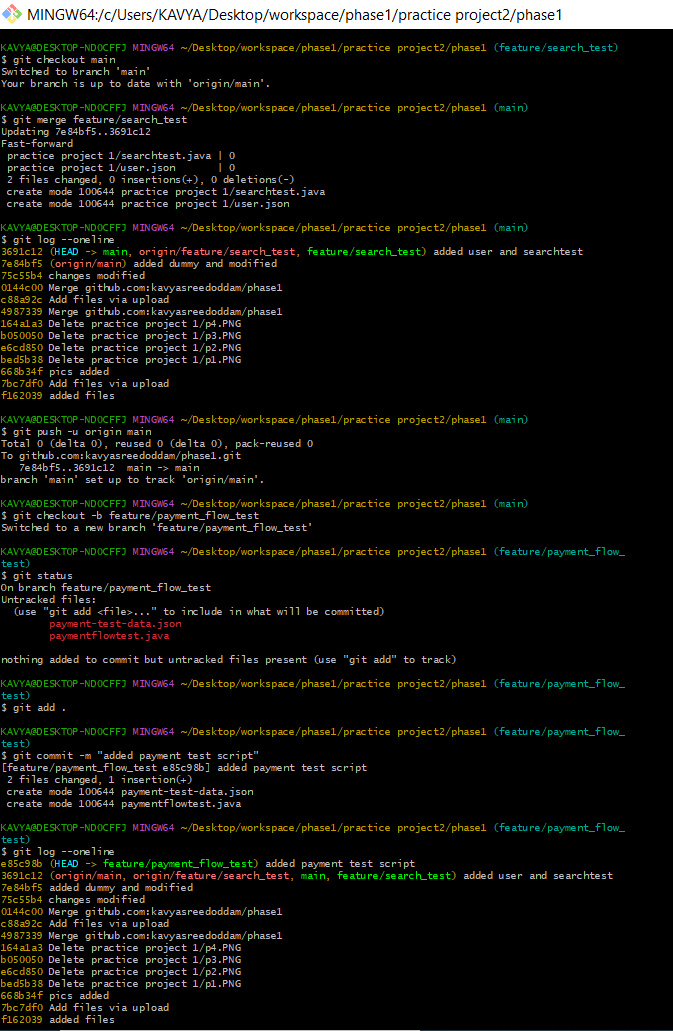 MINGW64:/c/Users/KAVYA/Desktop/workspace/phase1/practice project2/phase1
KAVYA@DESKTOP-ND0CFFJ MINGW64 ~/Desktop/workspace/phase1/practice project2/phase1 (feature/search_test)
$ git checkout main
Switched to branch 'main'
Your branch is up to date with 'origin/main'.
KAVYA@DESKTOP-ND0CFFJ MINGW64 ~/Desktop/workspace/phase1/practice project2/phase1 (main)
$ git merge feature/search_test
Updating 7e84bf5..3691c12
Fast-forward
practice project 1/searchtest.java | 0
practice project 1/user.json | 0
2 files changed, 0 insertions(+), 0 deletions(-)
create mode 100644 practice project 1/searchtest.java
create mode 100644 practice project 1/user.json
KAVYA@DESKTOP-ND0CFFJ MINGW64 ~/Desktop/workspace/phase1/practice project2/phase1 (main)
$ git log --oneline
3691c12 (HEAD -> main, origin/feature/search_test, feature/search_test) added user and searchtest
7e84bf5 (origin/main) added dummy and modified
75c55b4 changes modified
0144c00 Merge github.com:kavyasreedoddam/phase1
c88a92c Add files via upload
4987339 Merge github.com:kavyasreedoddam/phase1
164a1a3 Delete practice project 1/p4.PNG
b050050 Delete practice project 1/p3.PNG
e6cd850 Delete practice project 1/p2.PNG
bed5b38 Delete practice project 1/p1.PNG
668b34f pics added
7bc7df0 Add files via upload
f162039 added files
KAVYA@DESKTOP-ND0CFFJ MINGW64 ~/Desktop/workspace/phase1/practice project2/phase1 (main)
$ git push -u origin main
Total 0 (delta 0), reused 0 (delta 0), pack-reused 0
To github.com:kavyasreedoddam/phase1.git
7e84bf5..3691c12 main -> main
branch 'main' set up to track 'origin/main'.
KAVYA@DESKTOP-ND0CFFJ MINGW64 ~/Desktop/workspace/phase1/practice project2/phase1 (main)
$ git checkout -b feature/payment_flow_test
Switched to a new branch 'feature/payment_flow_test'
KAVYA@DESKTOP-ND0CFFJ MINGW64 ~/Desktop/workspace/phase1/practice project2/phase1 (feature/payment_flow_
test)
$ git status
On branch feature/payment_flow_test
Untracked files:
(use "git add <file>..." to include in what will be committed)
payment-test-data.json
paymentflowtest.java
nothing added to commit but untracked files present (use "git add" to track)
KAVYA@DESKTOP-ND0CFFJ MINGW64 ~/Desktop/workspace/phase1/practice project2/phase1 (feature/payment_flow_
test)
$ git add .
KAVYA@DESKTOP-ND0CFFJ MINGW64 ~/Desktop/workspace/phase1/practice project2/phase1 (feature/payment_flow_
test)
$ git commit -m "added payment test script"
[feature/payment_flow_test e85c98b] added payment test script
2 files changed, 1 insertion(+)
create mode 100644 payment-test-data.json
create mode 100644 paymentflowtest.java
KAVYA@DESKTOP-ND0CFFJ MINGW64 ~/Desktop/workspace/phase1/practice project2/phase1 (feature/payment_flow_
test)
$ git log --oneline
e85c98b (HEAD -> feature/payment_flow_test) added payment test script
3691c12 (origin/main, origin/feature/search_test, main, feature/search_test) added user and searchtest
7e84bf5 added dummy and modified
75c55b4 changes modified
0144c00 Merge github.com:kavyasreedoddam/phase1
c88a92c Add files via upload
4987339 Merge github.com:kavyasreedoddam/phase1
164a1a3 Delete practice project 1/p4.PNG
b050050 Delete practice project 1/p3.PNG
e6cd850 Delete practice project 1/p2.PNG
bed5b38 Delete practice project 1/p1.PNG
668b34f pics added
7bc7df0 Add files via upload
f162039 added files